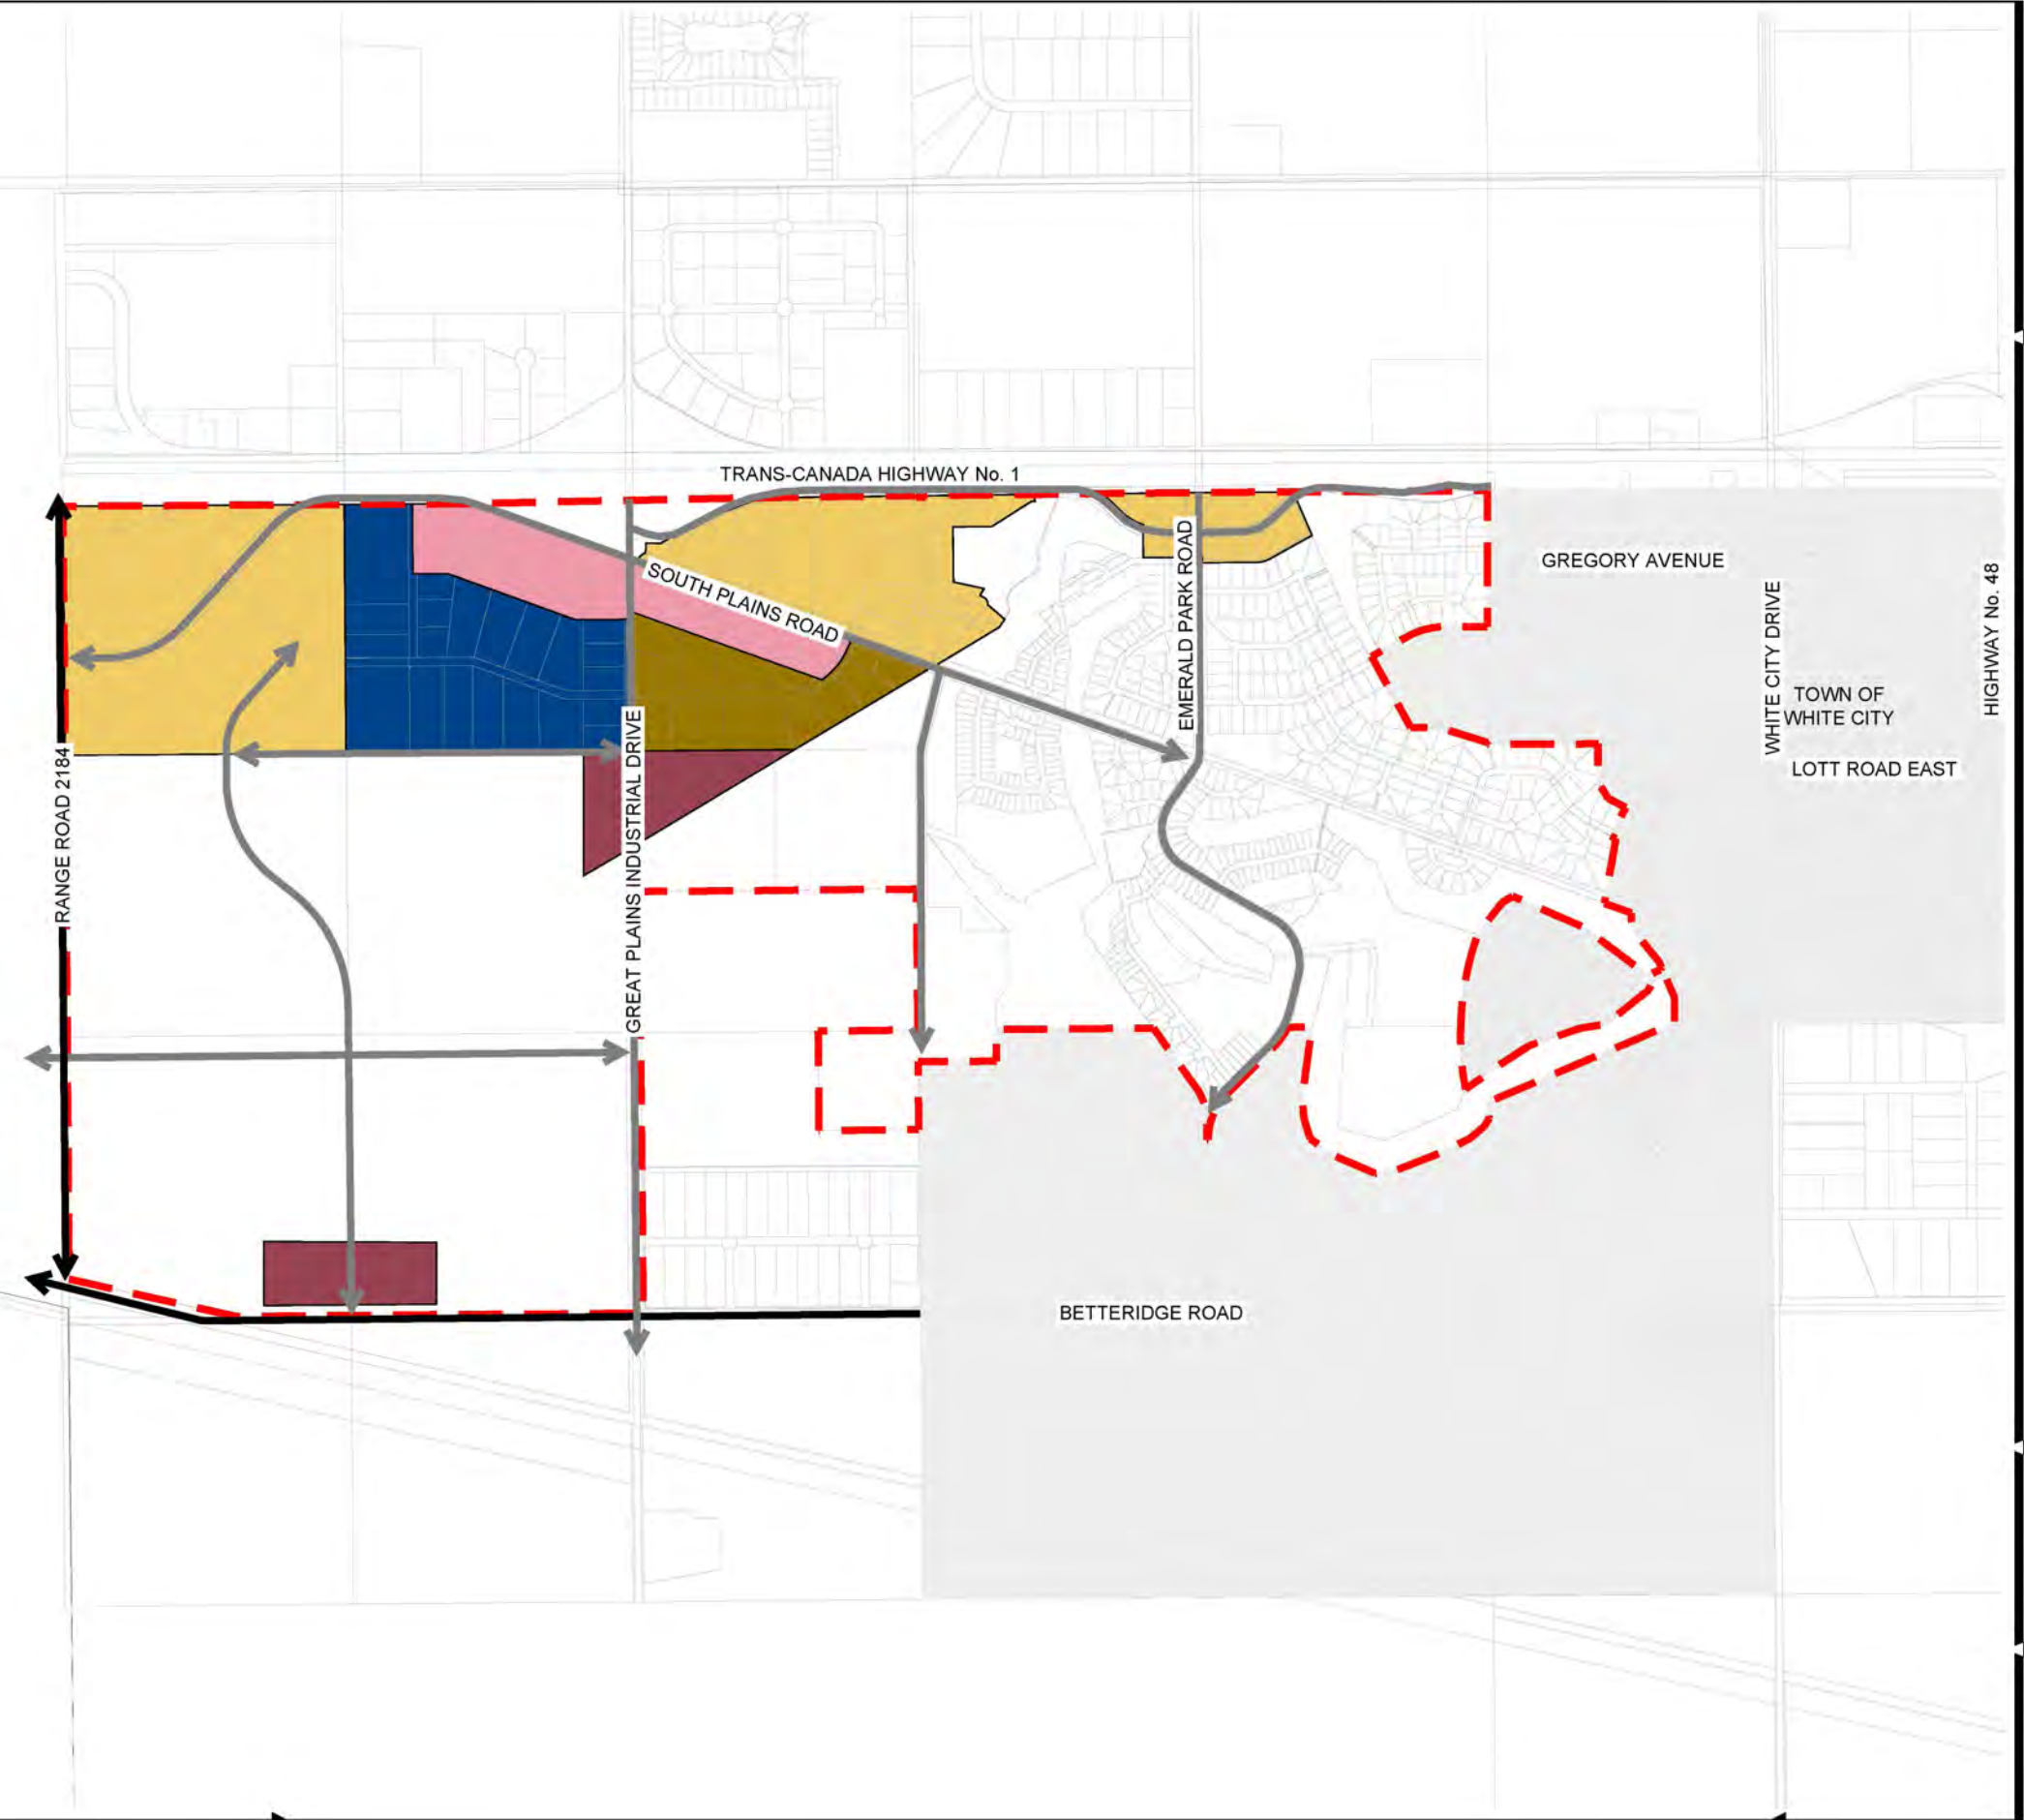 TRANS-CANADA HIGHWAY No. 1
GREGORY AVENUE
SOUTH PLAINS ROAD
EMERALD PARK ROAD
WHITE CITY DRIVE
HIGHWAY No. 48
TOWN OF
WHITE CITY
LOTT ROAD EAST
RANGE ROAD 2184
GREAT PLAINS INDUSTRIAL DRIVE
BETTERIDGE ROAD